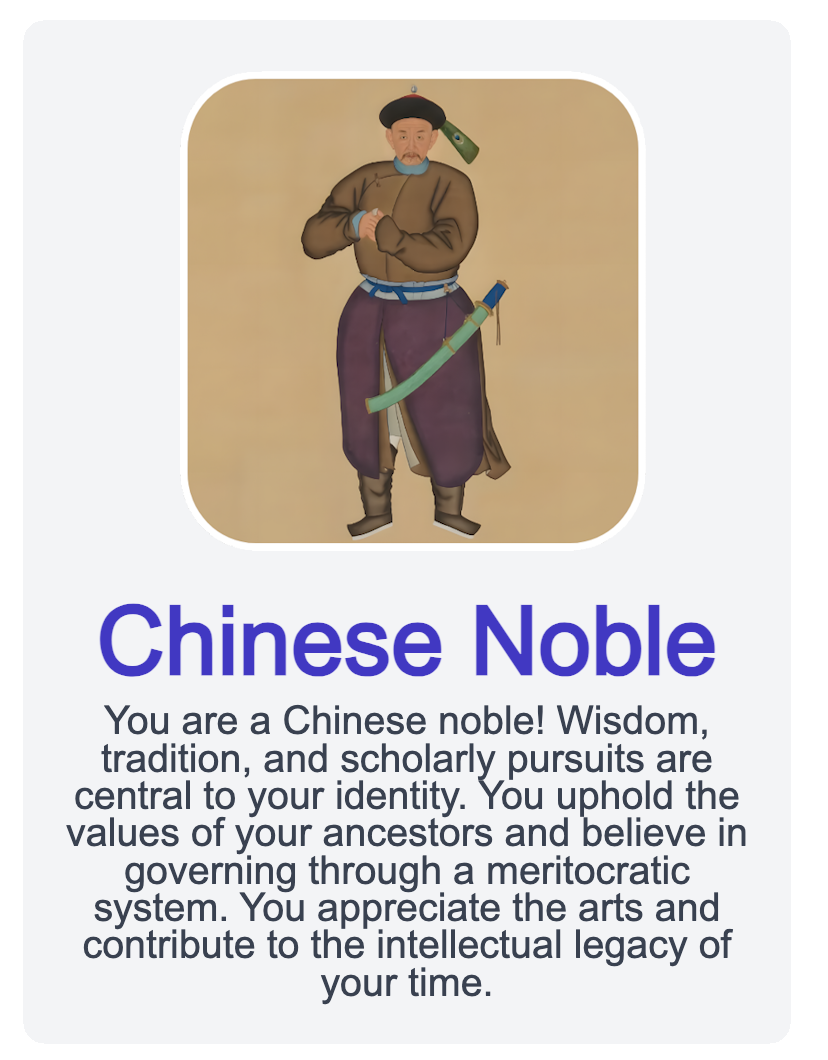 Chinese Noble
You are a Chinese noble! Wisdom,
tradition, and scholarly pursuits are
central to your identity. You uphold the
values of your ancestors and believe in
governing through a meritocratic
system. You appreciate the arts and
contribute to the intellectual legacy of
your time.